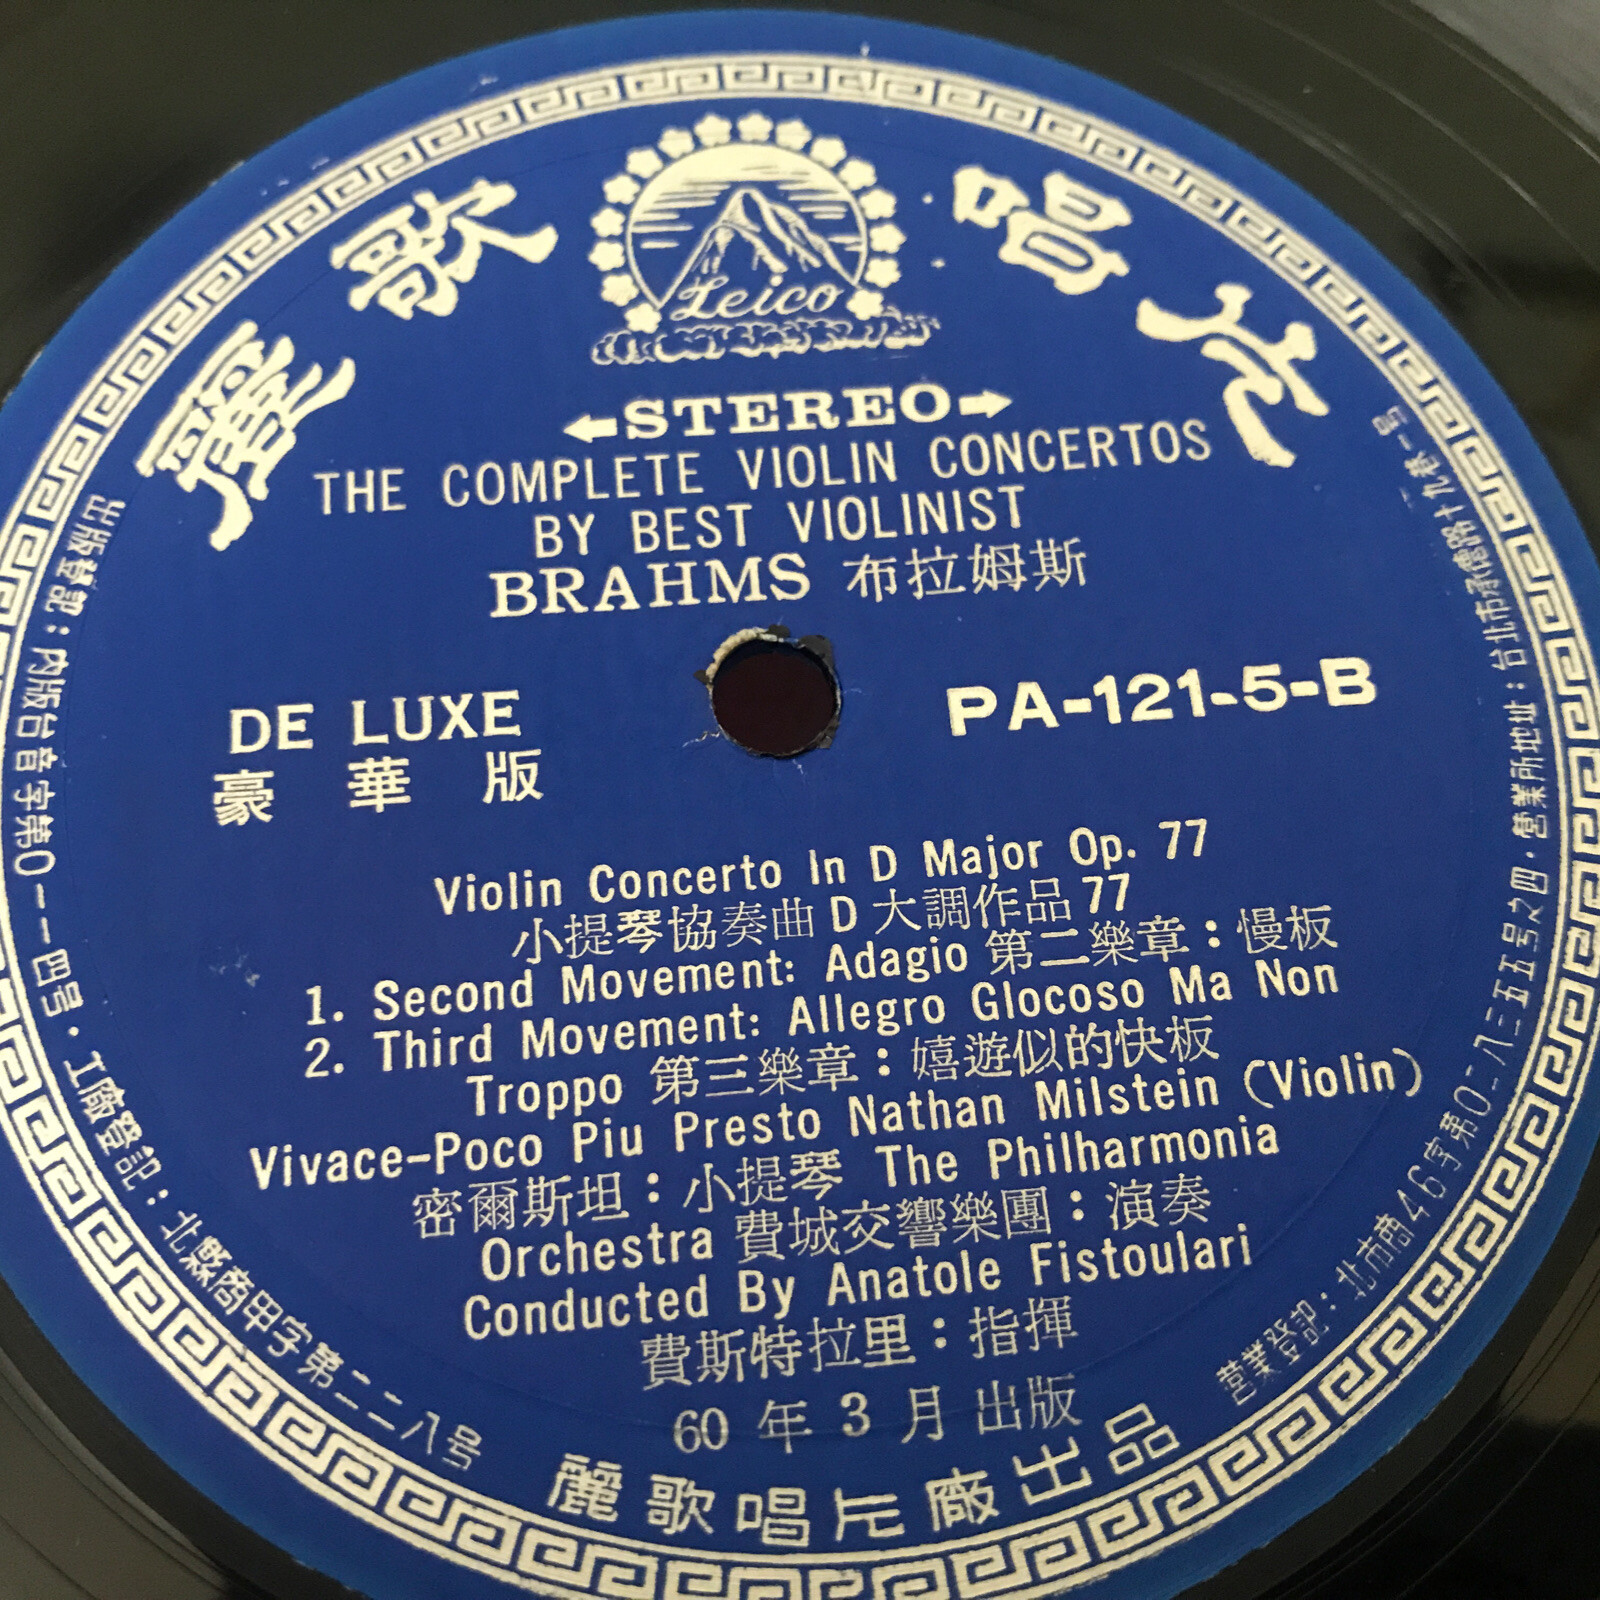 麗歌唱片
Leico
←STEREO→
THE COMPLETE VIOLIN CONCERTOS
BY BEST VIOLINIST
BRAHMS 布拉姆斯
DE LUXE
豪華版
PA-121-5-B
Violin Concerto In D Major Op. 77
小提琴協奏曲D大調作品77
1. Second Movement: Adagio 第二樂章：慢板
2. Third Movement: Allegro Glocoso Ma Non
Troppo 第三樂章：嬉遊似的快板
Vivace-Poco Piu Presto Nathan Milstein (Violin)
密爾斯坦：小提琴 The Philharmonia
Orchestra 費城交響樂團：演奏
Conducted By Anatole Fistoulari
費斯特拉里：指揮
60年3月出版
麗歌唱片廠出品
出版登記：內版台音字第0一一四号・工廠登記：北縣商甲字第二二八号
營業登記：北市商46字第0二八三五五号之四・營業所地址：台北市承德路十九巷一号